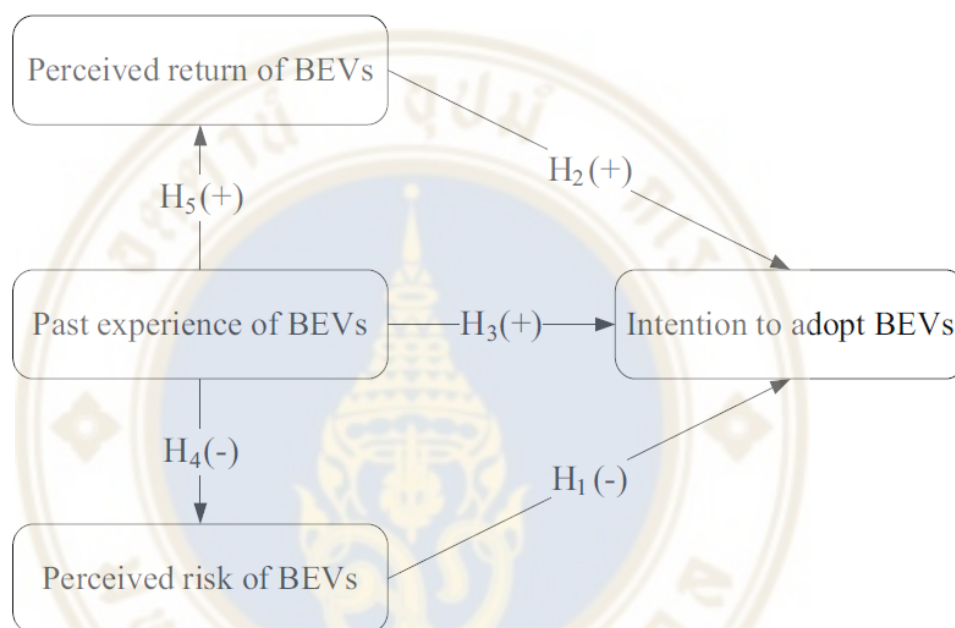 Perceived return of BEVs
H₂(+)
H₅(+)
Past experience of BEVs
H₃(+)
Intention to adopt BEVs
H₄(-)
H₁(-)
Perceived risk of BEVs